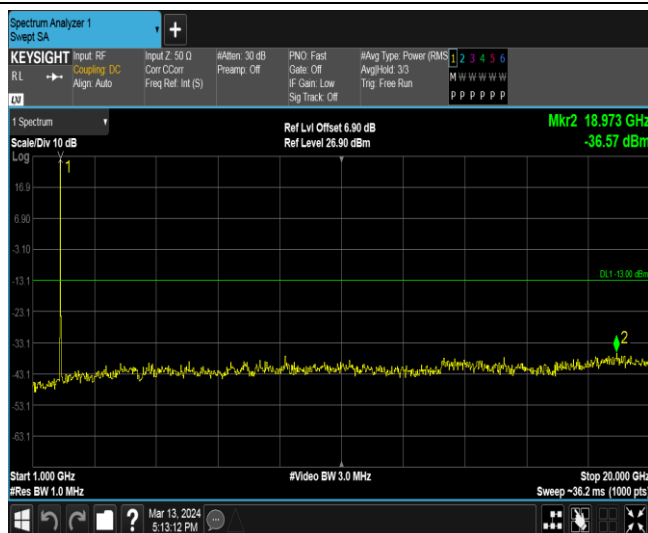 Spectrum Analyzer 1
Swept SA
KEYSIGHT
RL
LXI
Input: RF
Coupling: DC
Align: Auto
Input Z: 50 Ω
Corr CCorr
Freq Ref: Int (S)
#Atten: 30 dB
Preamp: Off
PNO: Fast
Gate: Off
IF Gain: Low
Sig Track: Off
#Avg Type: Power (RMS
Avg|Hold: 3/3
Trig: Free Run
1 2 3 4 5 6
M W W W W W
P P P P P P
1 Spectrum
Scale/Div 10 dB
Ref Lvl Offset 6.90 dB
Ref Level 26.90 dBm
Mkr2 18.973 GHz
-36.57 dBm
Log
1
16.9
6.90
-3.10
-13.1
DL1 -13.00 dBm
-23.1
-33.1
2
-43.1
-53.1
-63.1
Start 1.000 GHz
#Video BW 3.0 MHz
Stop 20.000 GHz
#Res BW 1.0 MHz
Sweep ~36.2 ms (1000 pts)
?
Mar 13, 2024
5:13:12 PM